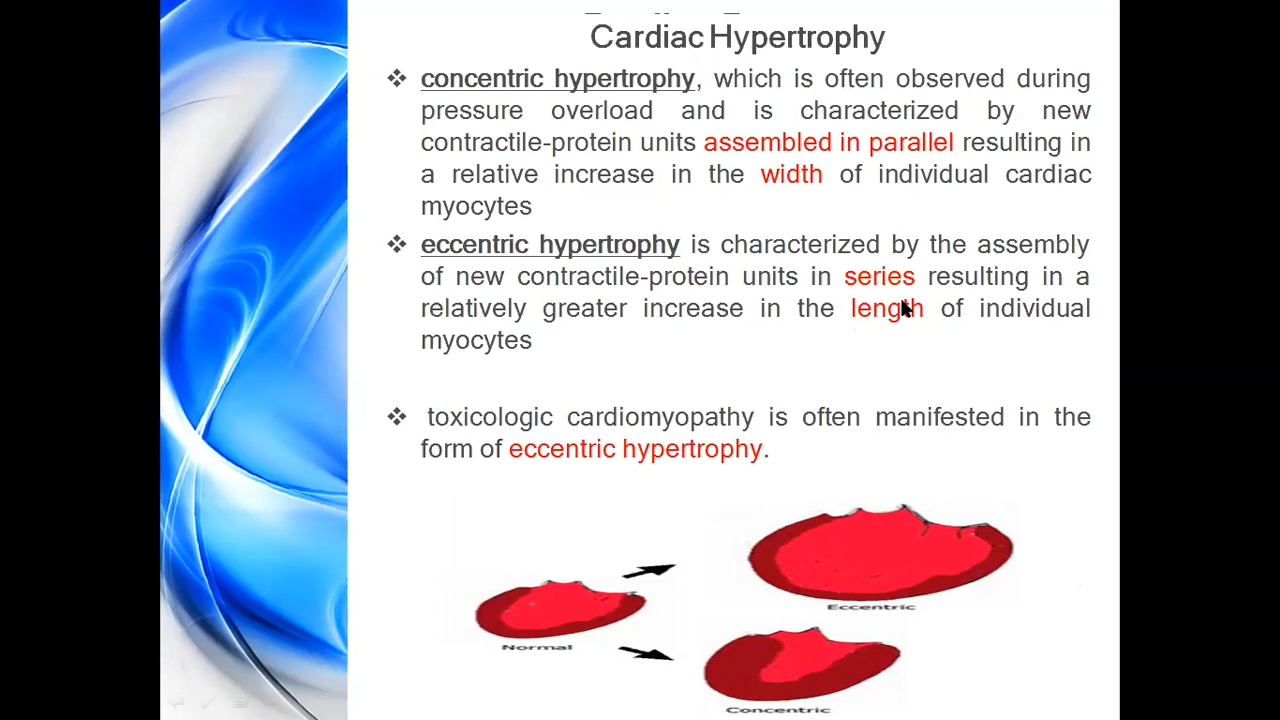 Cardiac Hypertrophy
❖ concentric hypertrophy, which is often observed during
pressure overload and is characterized by new
contractile-protein units assembled in parallel resulting in
a relative increase in the width of individual cardiac
myocytes
❖ eccentric hypertrophy is characterized by the assembly
of new contractile-protein units in series resulting in a
relatively greater increase in the length of individual
myocytes
❖ toxicologic cardiomyopathy is often manifested in the
form of eccentric hypertrophy.
Eccentric
Normal
Concentric